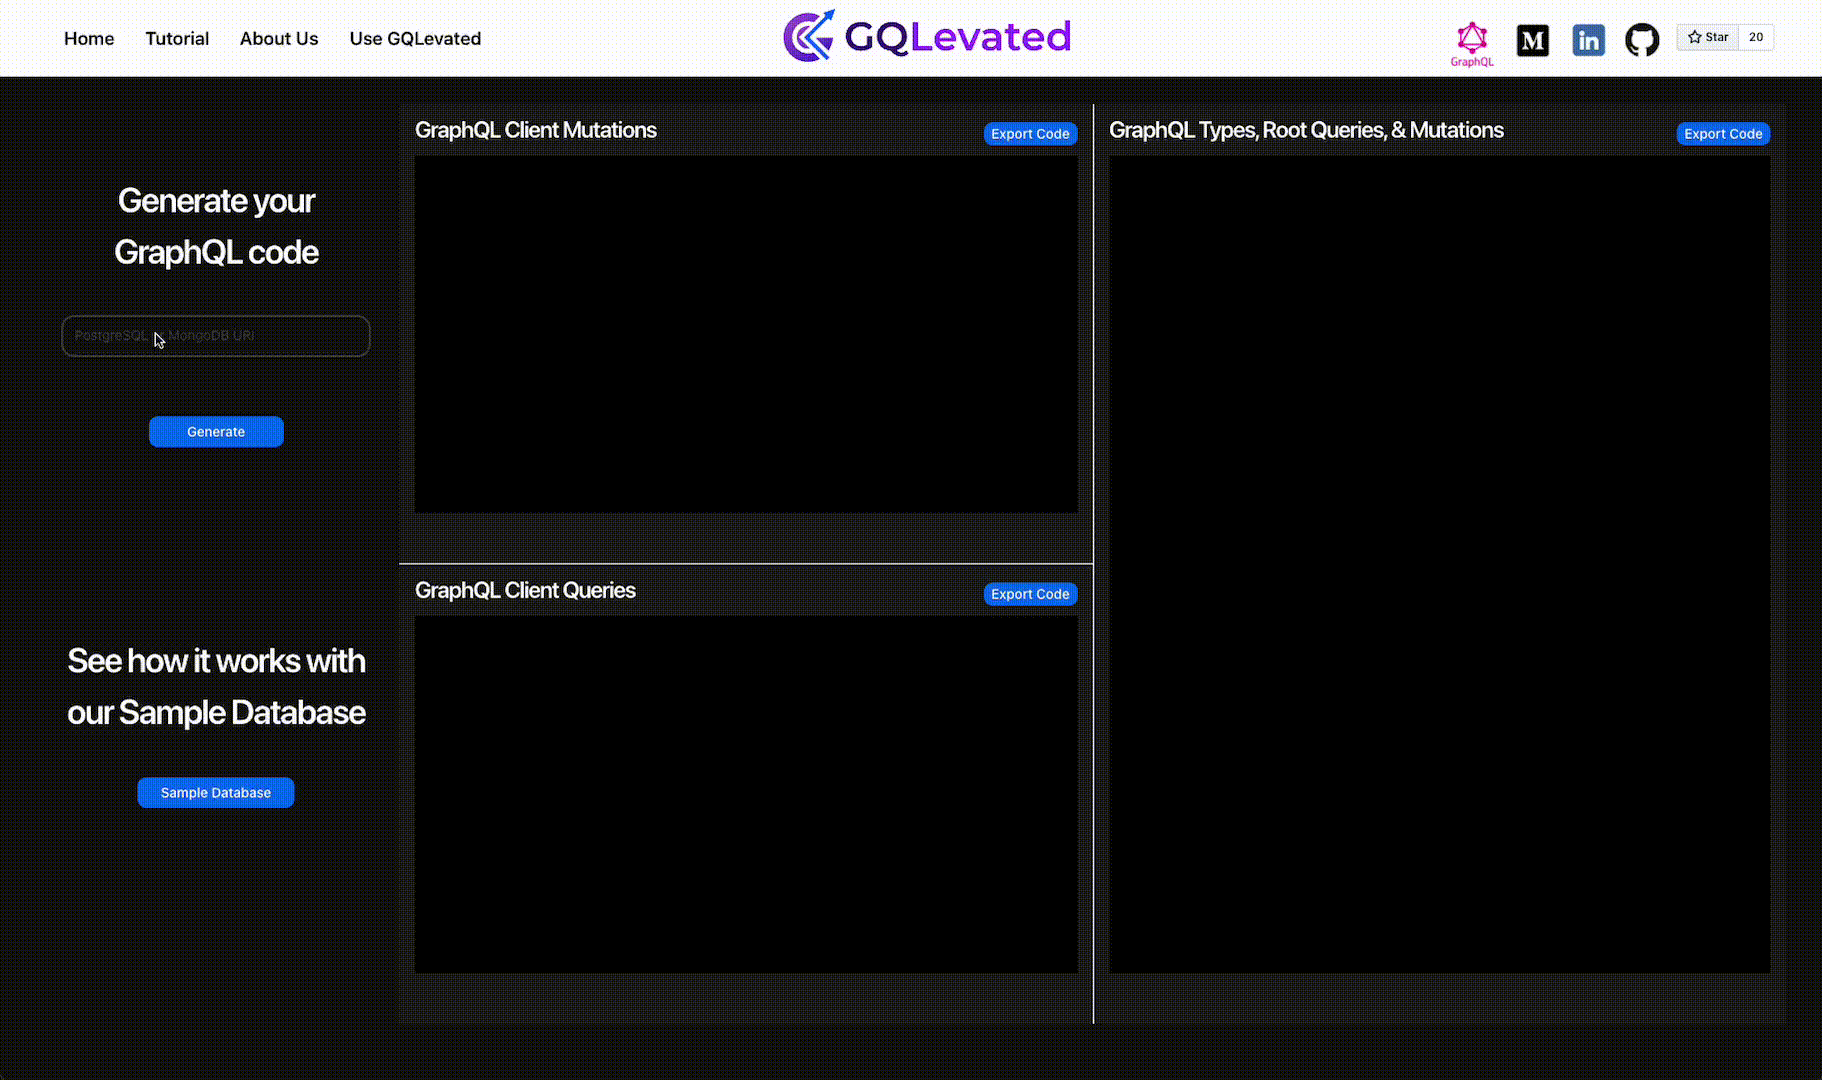 Home Tutorial About Us Use GQLevated
GQLevated
GraphQL
M
in
Star 20
Generate your
GraphQL code
PostgreSQL or MongoDB URI
Generate
See how it works with
our Sample Database
Sample Database
GraphQL Client Mutations
Export Code
GraphQL Client Queries
Export Code
GraphQL Types, Root Queries, & Mutations
Export Code